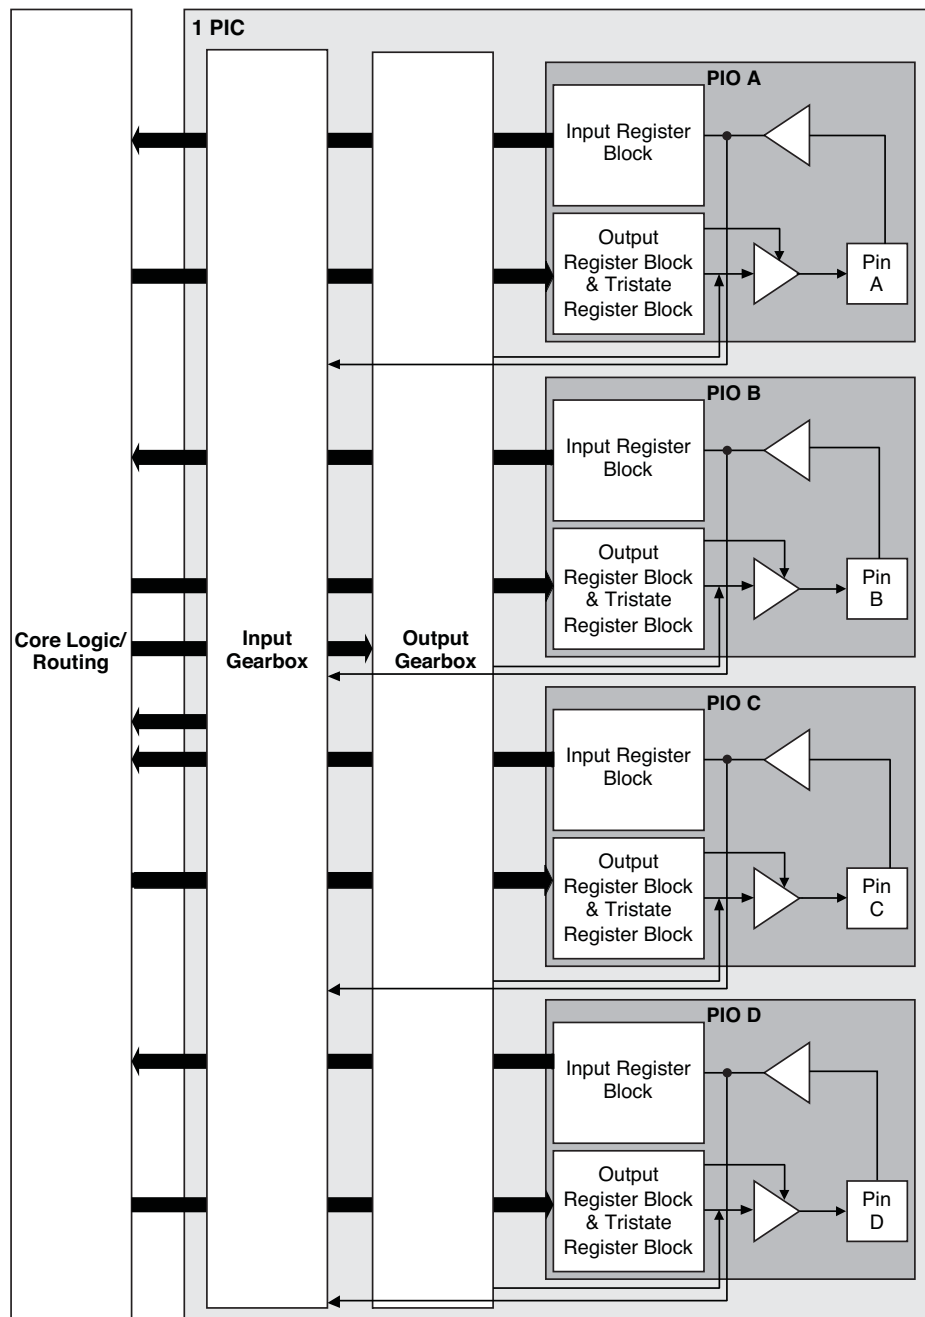 1 PIC
PIO A
Input Register
Block
Output
Register Block
& Tristate
Register Block
Pin
A
PIO B
Input Register
Block
Output
Register Block
& Tristate
Register Block
Pin
B
Core Logic/
Routing
Input
Gearbox
Output
Gearbox
PIO C
Input Register
Block
Output
Register Block
& Tristate
Register Block
Pin
C
PIO D
Input Register
Block
Output
Register Block
& Tristate
Register Block
Pin
D